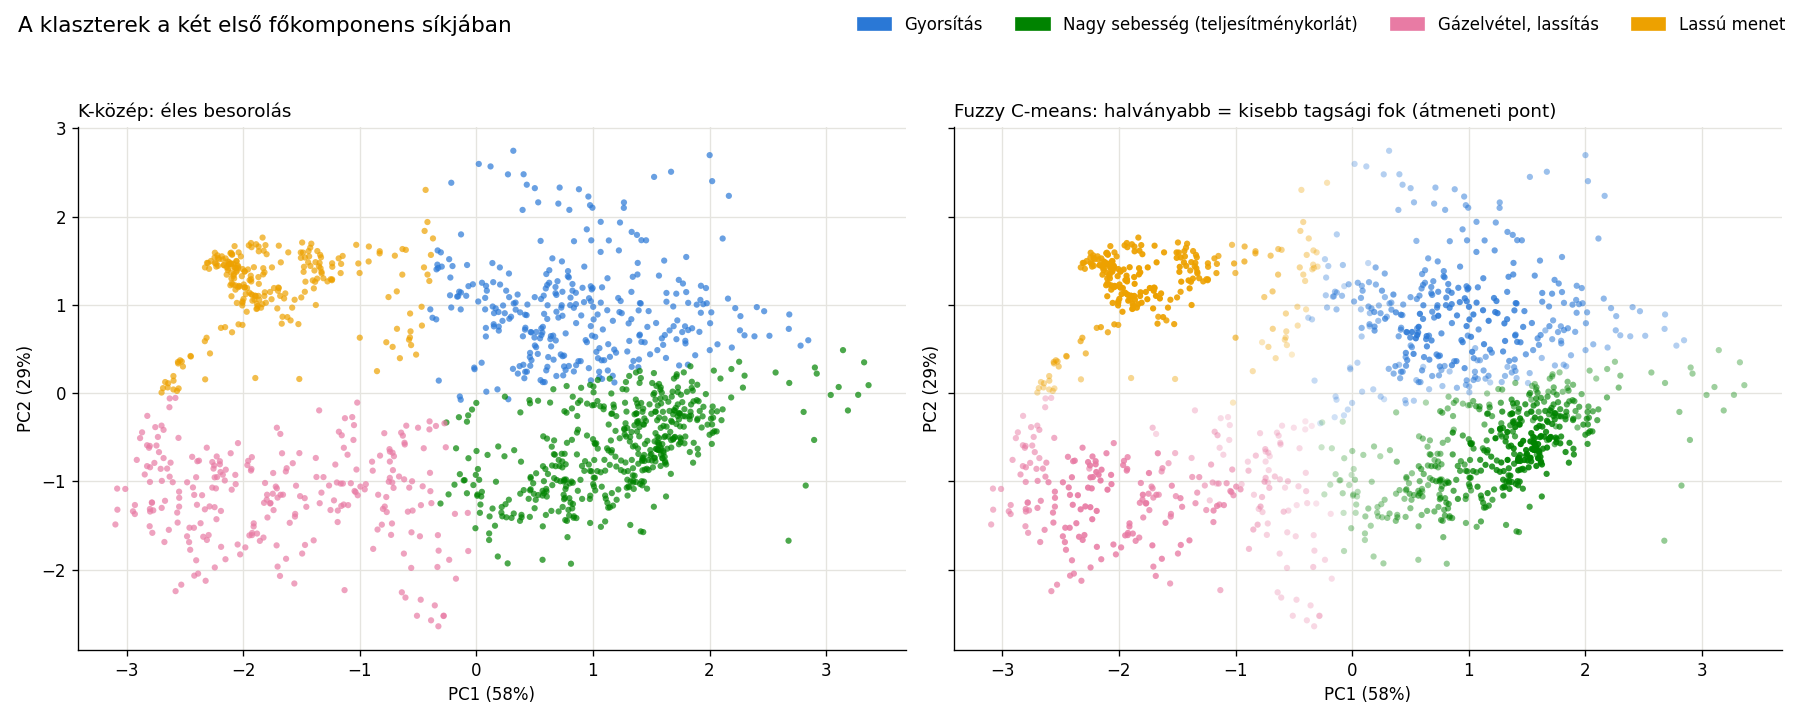 A klaszterek a két első főkomponens síkjában
Gyorsítás
Nagy sebesség (teljesítménykorlát)
Gázelvétel, lassítás
Lassú menet
K-közép: éles besorolás
3
2
1
0
−1
−2
PC2 (29%)
−3
−2
−1
0
1
2
3
PC1 (58%)
Fuzzy C-means: halványabb = kisebb tagsági fok (átmeneti pont)
PC2 (29%)
−3
−2
−1
0
1
2
3
PC1 (58%)